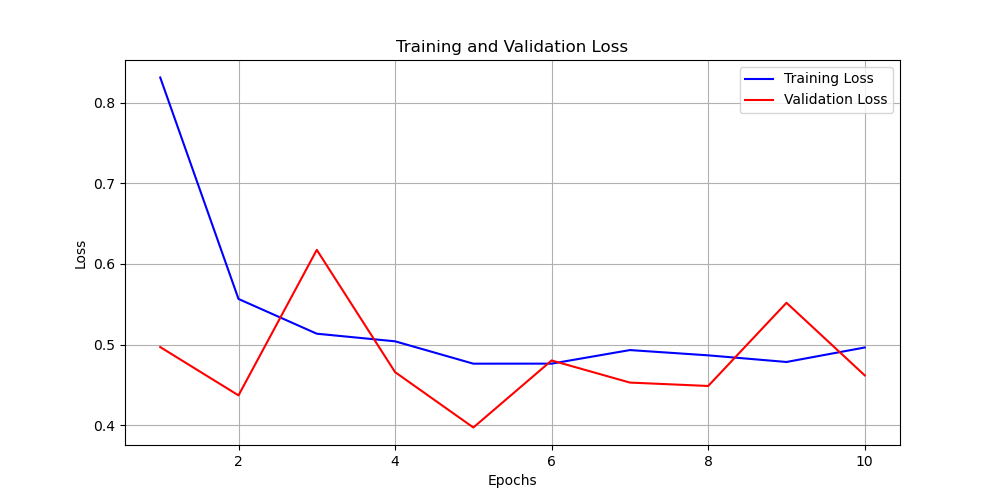 Training and Validation Loss
Training Loss
Validation Loss
0.8
0.7
0.6
0.5
0.4
Loss
2 4 6 8 10
Epochs